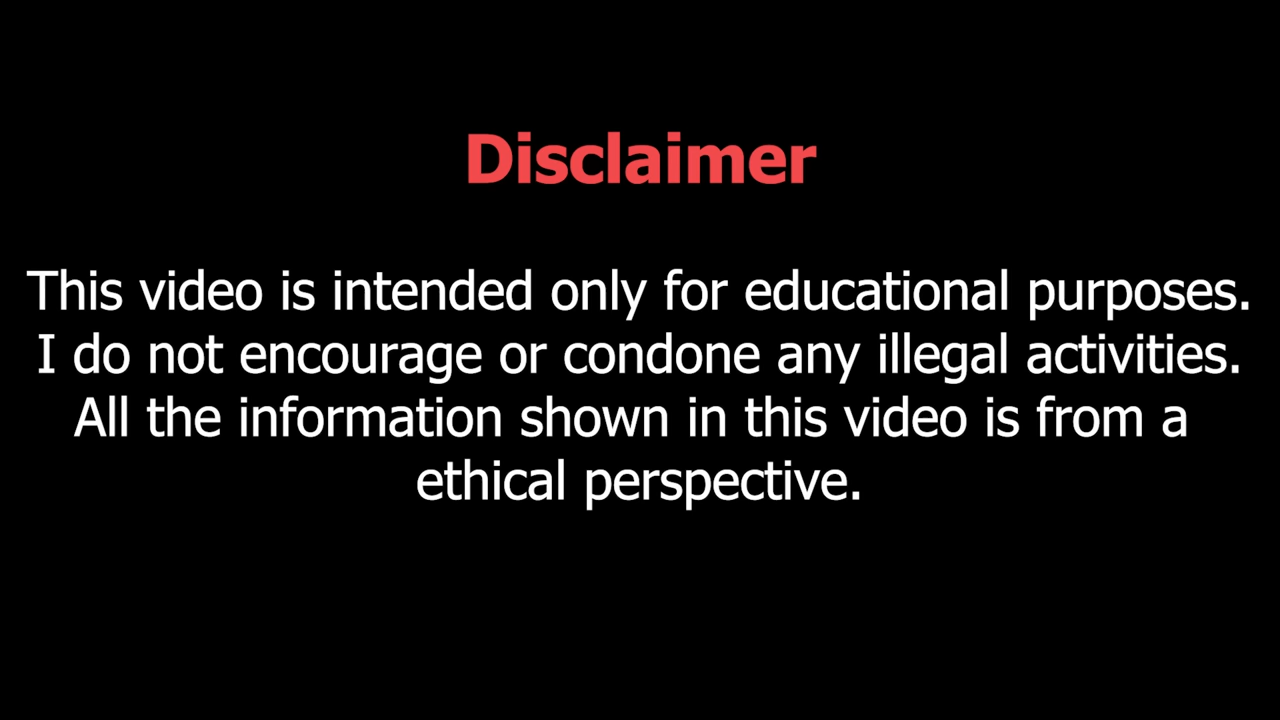 Disclaimer
This video is intended only for educational purposes.
I do not encourage or condone any illegal activities.
All the information shown in this video is from a
ethical perspective.